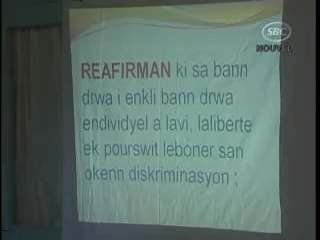 SBC
NOUVEL
REAFIRMAN ki sa bann
drwa i enkli bann drwa
endividyel a lavi, laliberte
ek pourswit leboner san
okenn diskriminasyon ;